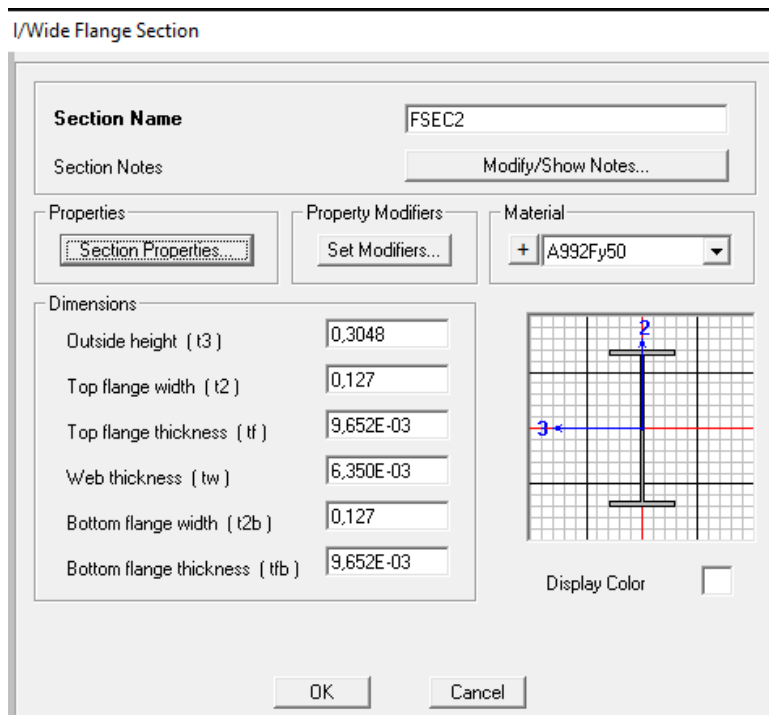 I/Wide Flange Section
Section Name
FSEC2
Section Notes
Modify/Show Notes...
Properties
Property Modifiers
Material
Section Properties...
Set Modifiers...
+
A992Fy50
Dimensions
Outside height ( t3 )
0,3048
Top flange width ( t2 )
0,127
Top flange thickness ( tf )
9,652E-03
Web thickness ( tw )
6,350E-03
Bottom flange width ( t2b )
0,127
Bottom flange thickness ( tfb )
9,652E-03
2
3
Display Color
OK
Cancel